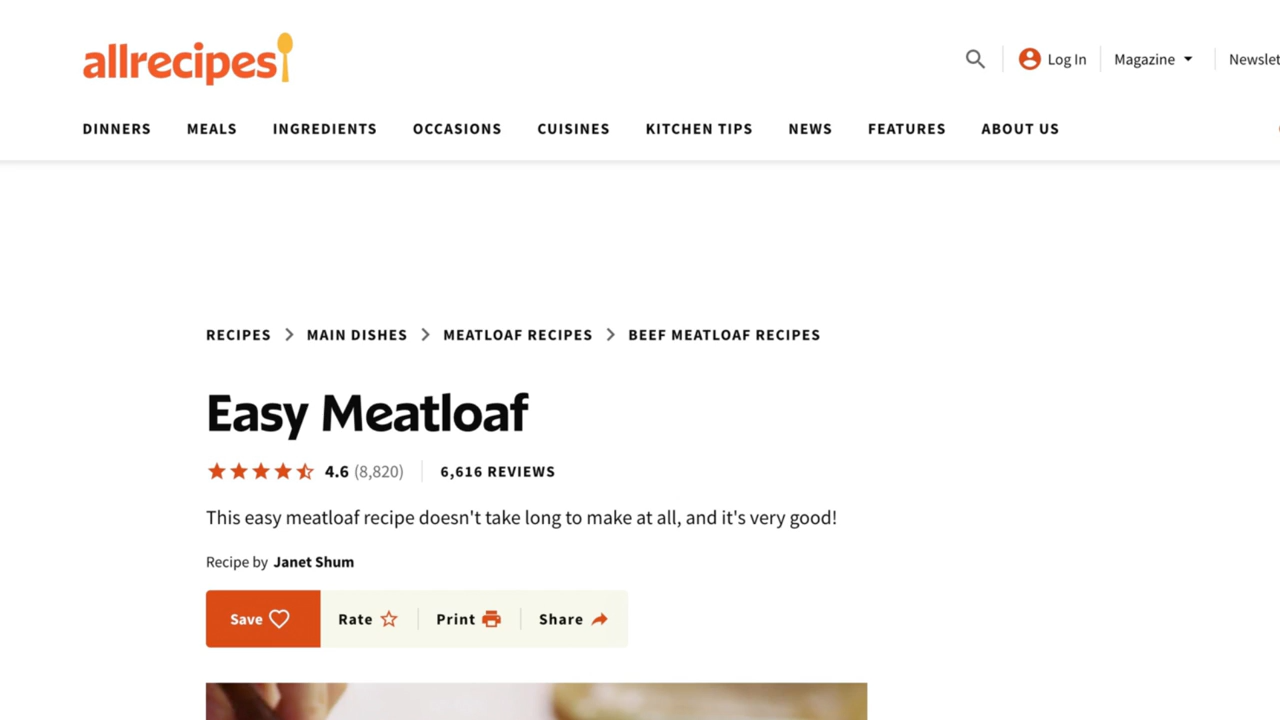 allrecipes
Log In
Magazine
DINNERS MEALS INGREDIENTS OCCASIONS CUISINES KITCHEN TIPS NEWS FEATURES ABOUT US
RECIPES MAIN DISHES MEATLOAF RECIPES BEEF MEATLOAF RECIPES
Easy Meatloaf
4.6 (8,820) 6,616 REVIEWS
This easy meatloaf recipe doesn't take long to make at all, and it's very good!
Recipe by Janet Shum
Save Rate Print Share